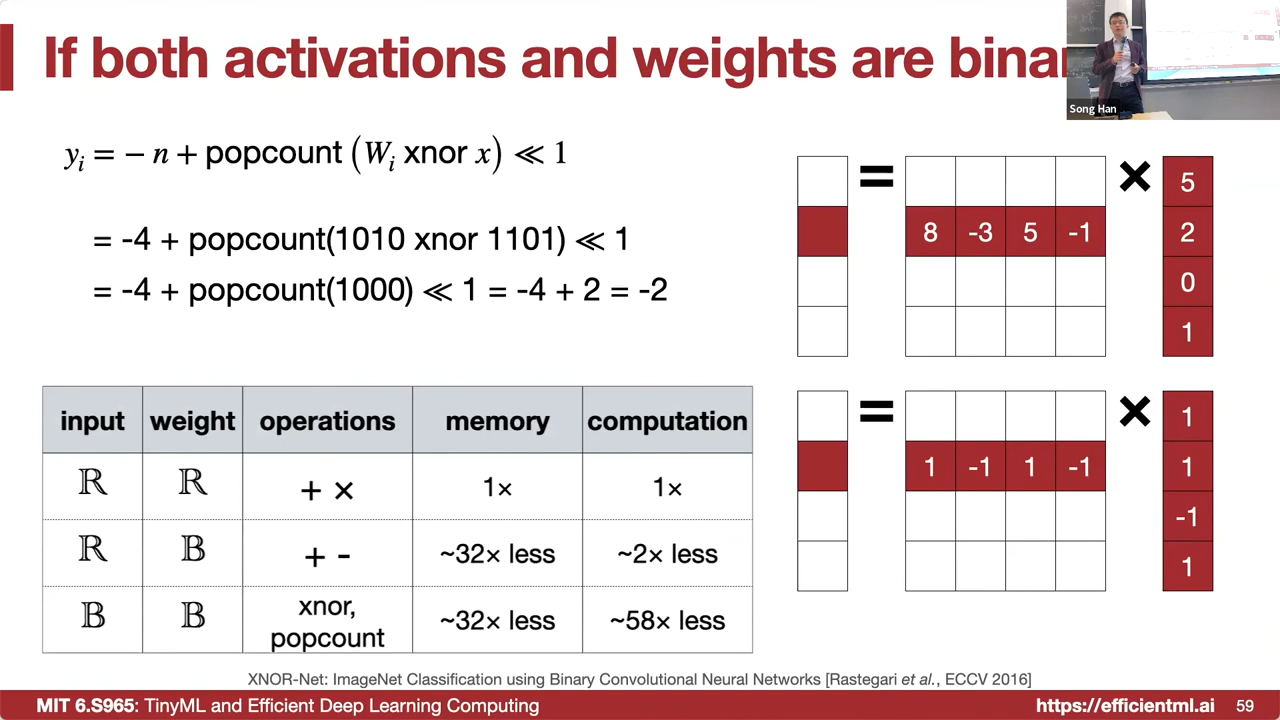 If both activations and weights are binar
Song Han
yᵢ = − n + popcount (Wᵢ xnor x) ≪ 1
= -4 + popcount(1010 xnor 1101) ≪ 1
= -4 + popcount(1000) ≪ 1 = -4 + 2 = -2
= ×
8 -3 5 -1
5
2
0
1
= ×
1 -1 1 -1
1
1
-1
1
input weight operations memory computation
ℝ ℝ + × 1× 1×
ℝ 𝔹 + - ~32× less ~2× less
𝔹 𝔹 xnor, popcount ~32× less ~58× less
XNOR-Net: ImageNet Classification using Binary Convolutional Neural Networks [Rastegari et al., ECCV 2016]
MIT 6.S965: TinyML and Efficient Deep Learning Computing https://efficientml.ai 59